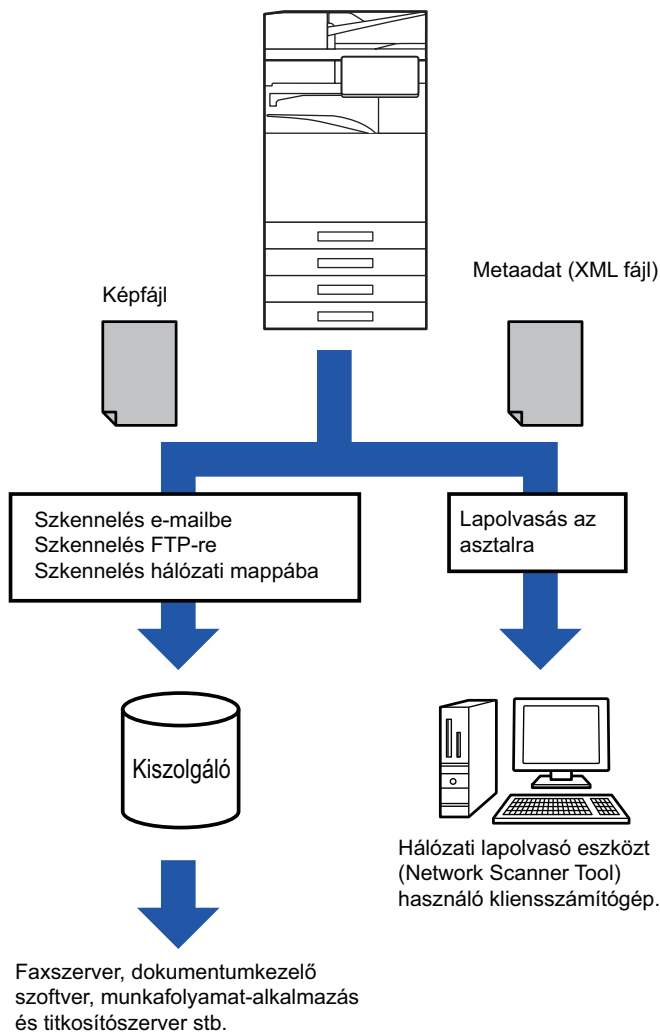 Képfájl
Metaadat (XML fájl)
Szkennelés e-mailbe
Szkennelés FTP-re
Szkennelés hálózati mappába
Lapolvasás az
asztalra
Kiszolgáló
Hálózati lapolvasó eszközt
(Network Scanner Tool)
használó kliensszámítógép.
Faxszerver, dokumentumkezelő
szoftver, munkafolyamat-alkalmazás
és titkosítószerver stb.